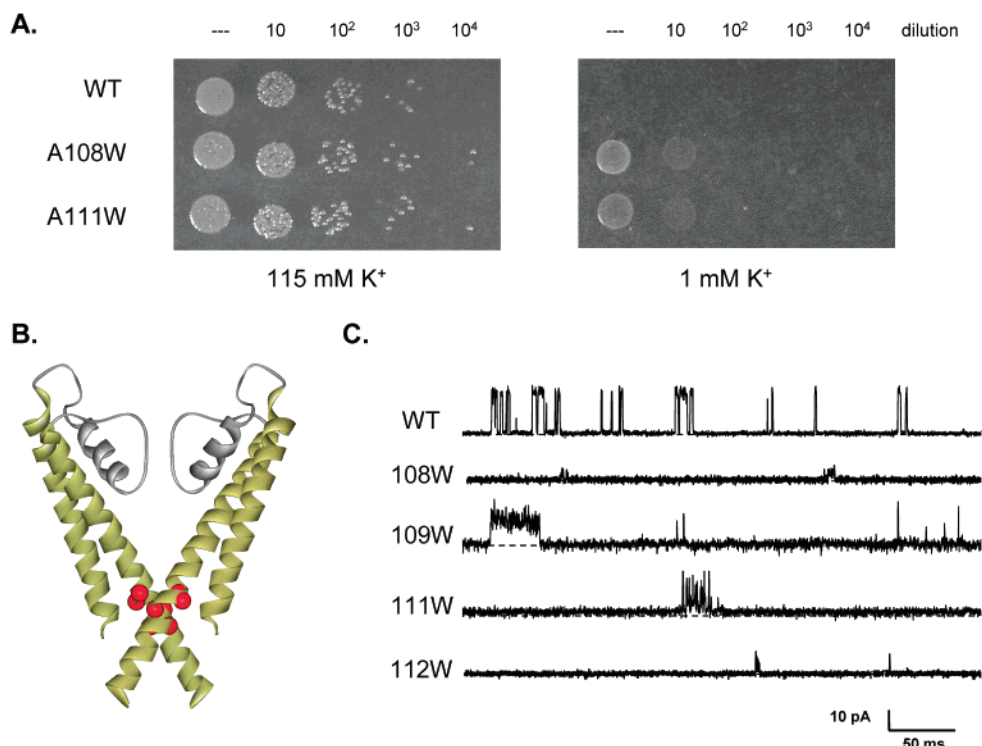 A.
--- 10 10² 10³ 10⁴ --- 10 10² 10³ 10⁴ dilution
WT
A108W
A111W
115 mM K⁺ 1 mM K⁺
B. C.
WT
108W
109W
111W
112W
10 pA
50 ms